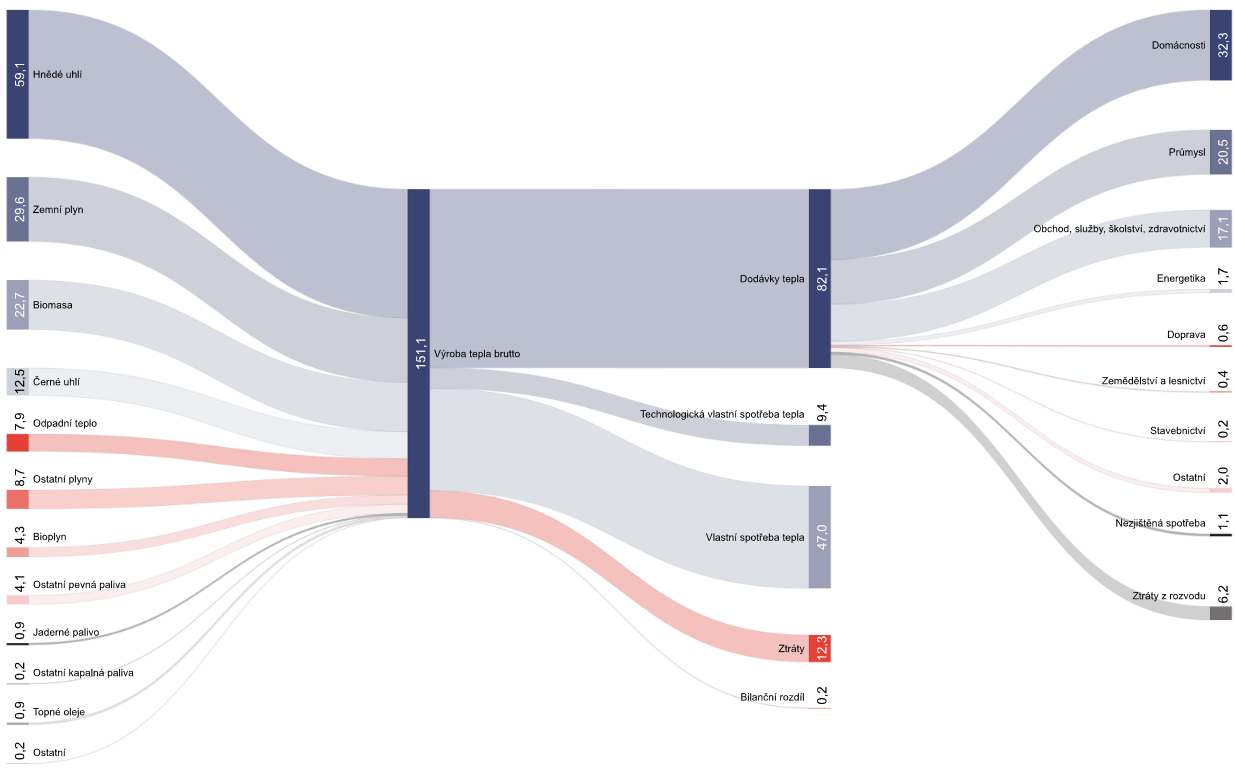 59,1
Hnědé uhlí
29,6
Zemní plyn
22,7
Biomasa
12,5
Černé uhlí
7,9
Odpadní teplo
8,7
Ostatní plyny
4,3
Bioplyn
4,1
Ostatní pevná paliva
0,9
Jaderné palivo
0,2
Ostatní kapalná paliva
0,9
Topné oleje
0,2
Ostatní
151,1
Výroba tepla brutto
Dodávky tepla
82,1
Technologická vlastní spotřeba tepla
9,4
Vlastní spotřeba tepla
47,0
Ztráty
12,3
Bilanční rozdíl
0,2
Domácnosti
32,3
Průmysl
20,5
Obchod, služby, školství, zdravotnictví
17,1
Energetika
1,7
Doprava
0,6
Zemědělství a lesnictví
0,4
Stavebnictví
0,2
Ostatní
2,0
Nezjištěná spotřeba
1,1
Ztráty z rozvodu
6,2